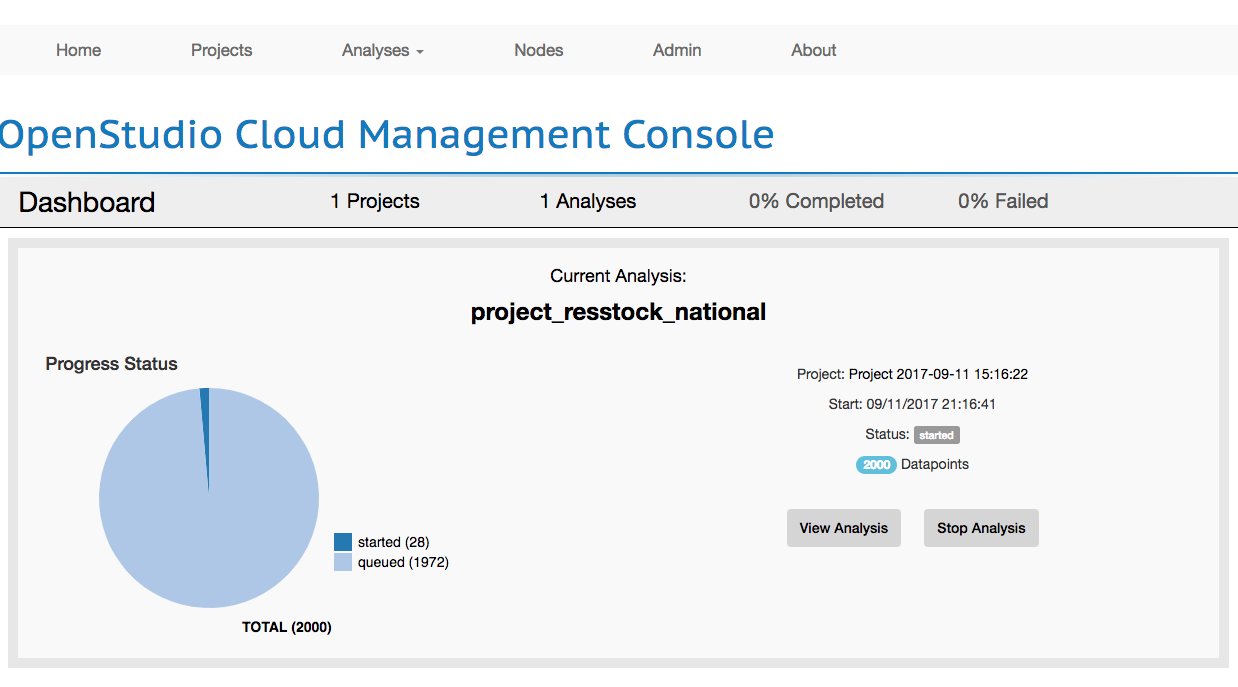 Home Projects Analyses Nodes Admin About
OpenStudio Cloud Management Console
Dashboard 1 Projects 1 Analyses 0% Completed 0% Failed
Current Analysis:
project_resstock_national
Progress Status
Project: Project 2017-09-11 15:16:22
Start: 09/11/2017 21:16:41
Status: started
2000 Datapoints
View Analysis Stop Analysis
started (28)
queued (1972)
TOTAL (2000)